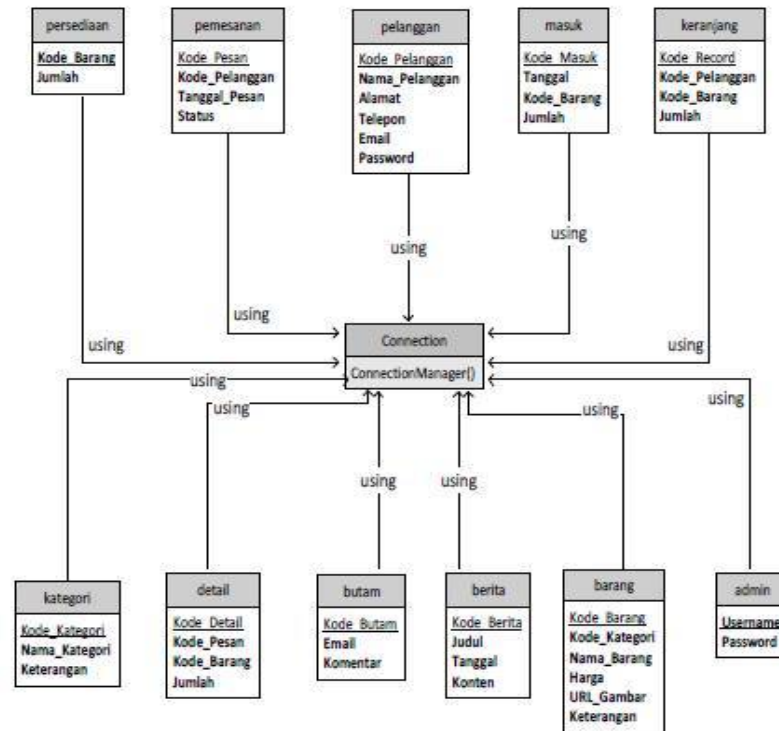 persediaan
Kode_Barang
Jumlah
pemesanan
Kode_Pesan
Kode_Pelanggan
Tanggal_Pesan
Status
pelanggan
Kode_Pelanggan
Nama_Pelanggan
Alamat
Telepon
Email
Password
masuk
Kode_Masuk
Tanggal
Kode_Barang
Jumlah
keranjang
Kode_Record
Kode_Pelanggan
Kode_Barang
Jumlah
using
using
using
using
using
Connection
ConnectionManager()
using
using
using
using
using
using
kategori
Kode_Kategori
Nama_Kategori
Keterangan
detail
Kode_Detail
Kode_Pesan
Kode_Barang
Jumlah
butam
Kode_Butam
Email
Komentar
berita
Kode_Berita
Judul
Tanggal
Konten
barang
Kode_Barang
Kode_Kategori
Nama_Barang
Harga
URL_Gambar
Keterangan
admin
Username
Password